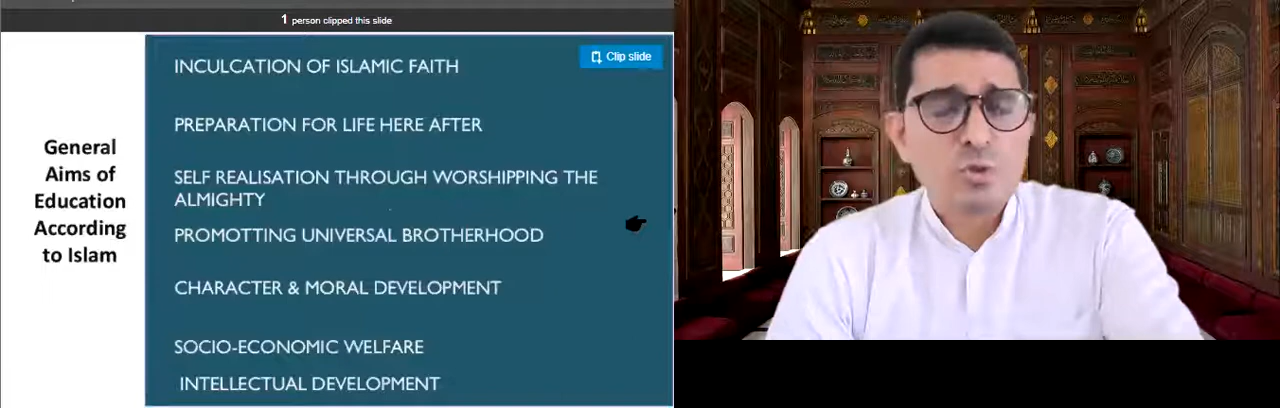 1 person clipped this slide
Clip slide
General
Aims of
Education
According
to Islam
INCULCATION OF ISLAMIC FAITH
PREPARATION FOR LIFE HERE AFTER
SELF REALISATION THROUGH WORSHIPPING THE
ALMIGHTY
PROMOTTING UNIVERSAL BROTHERHOOD
CHARACTER & MORAL DEVELOPMENT
SOCIO-ECONOMIC WELFARE
INTELLECTUAL DEVELOPMENT